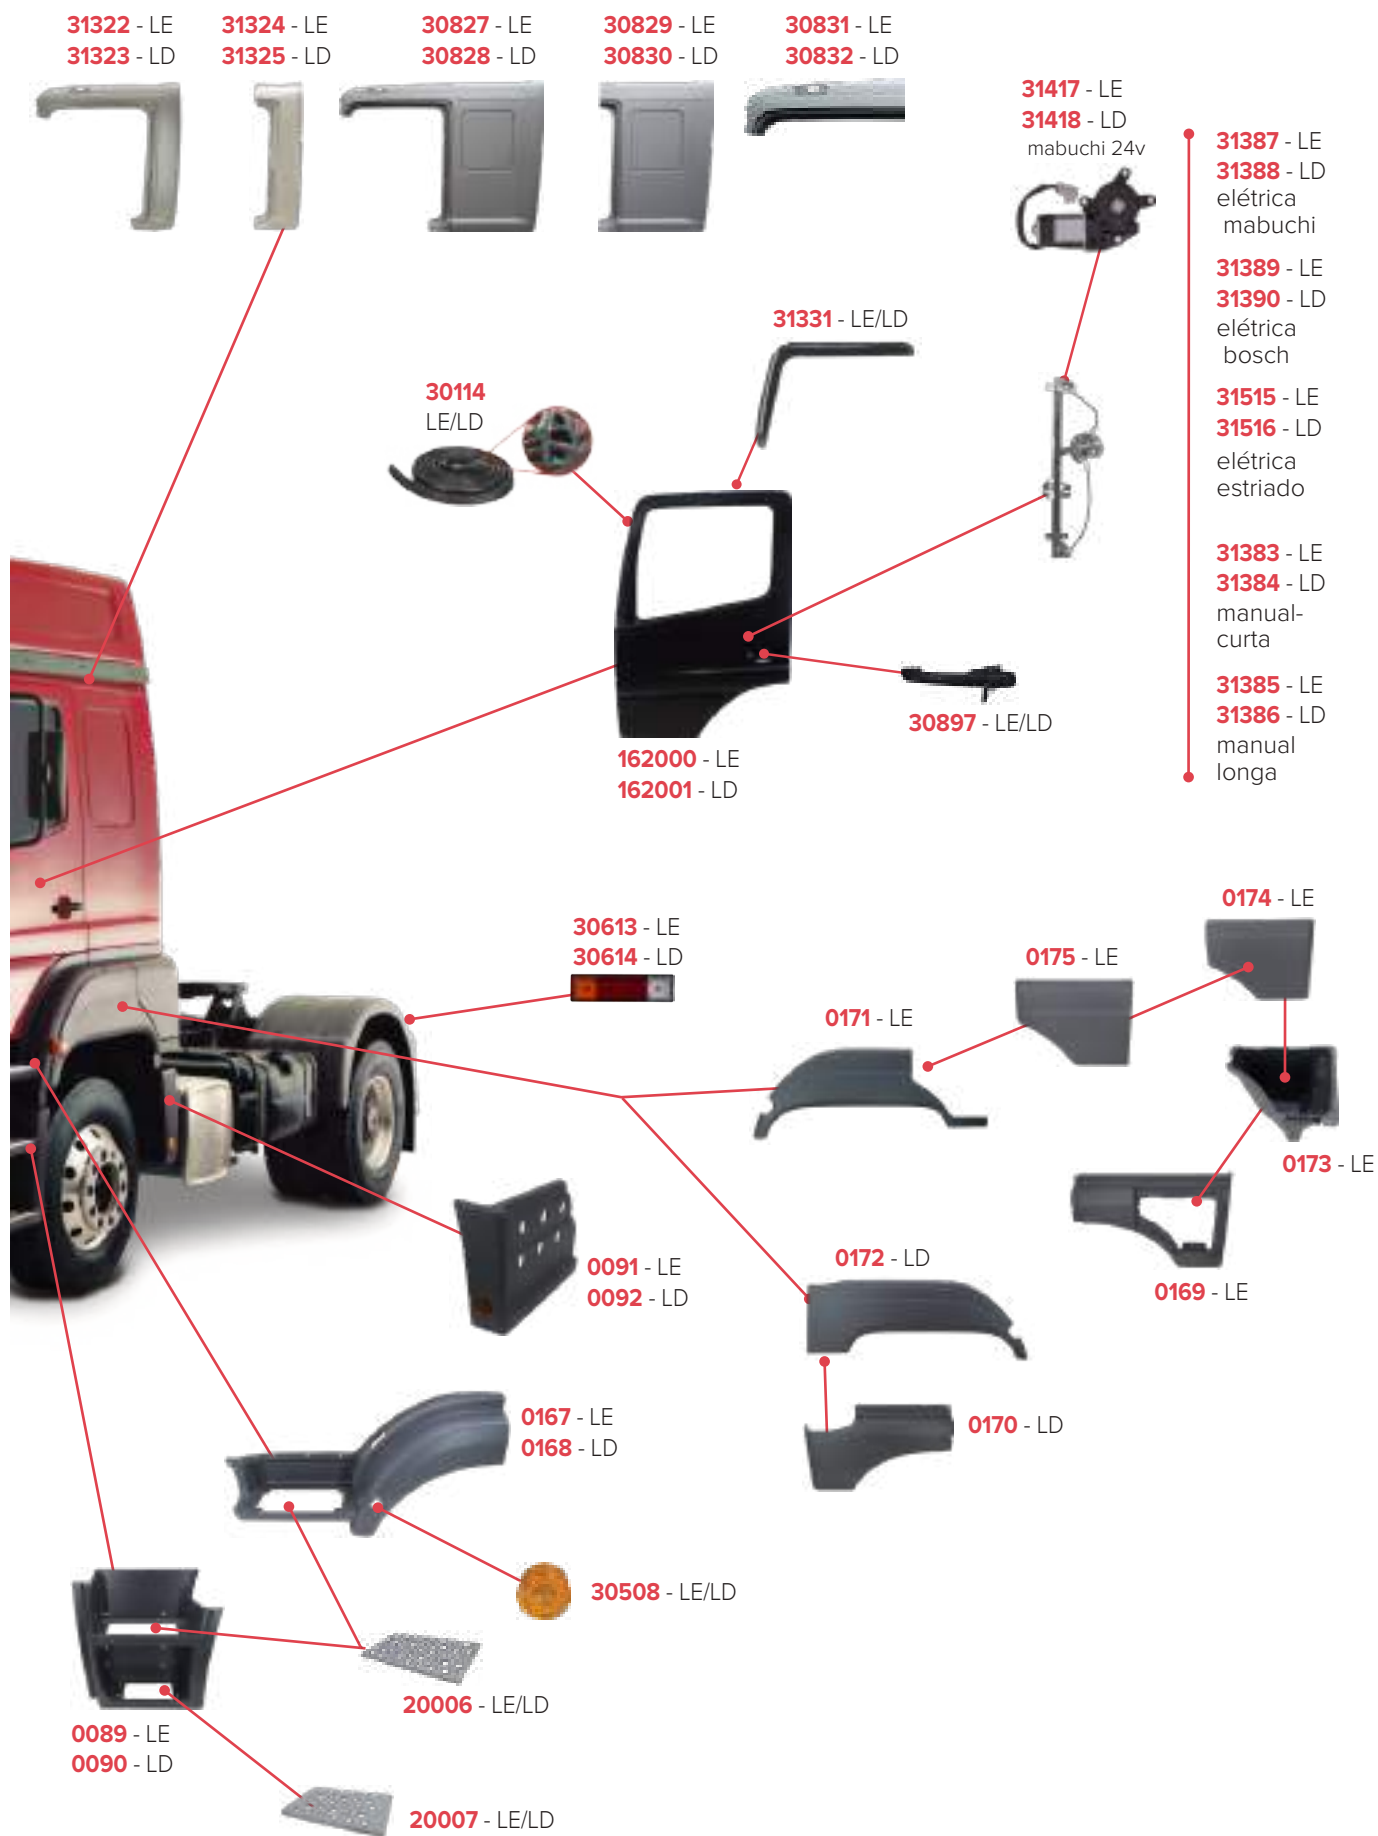 31322 - LE
31323 - LD
31324 - LE
31325 - LD
30827 - LE
30828 - LD
30829 - LE
30830 - LD
30831 - LE
30832 - LD
31417 - LE
31418 - LD
mabuchi 24v
31387 - LE
31388 - LD
elétrica
mabuchi
31389 - LE
31390 - LD
elétrica
bosch
31515 - LE
31516 - LD
elétrica
estriado
31383 - LE
31384 - LD
manual-
curta
31385 - LE
31386 - LD
manual
longa
31331 - LE/LD
30114
LE/LD
30897 - LE/LD
162000 - LE
162001 - LD
30613 - LE
30614 - LD
0174 - LE
0175 - LE
0171 - LE
0173 - LE
0169 - LE
0172 - LD
0170 - LD
0091 - LE
0092 - LD
0167 - LE
0168 - LD
30508 - LE/LD
20006 - LE/LD
0089 - LE
0090 - LD
20007 - LE/LD